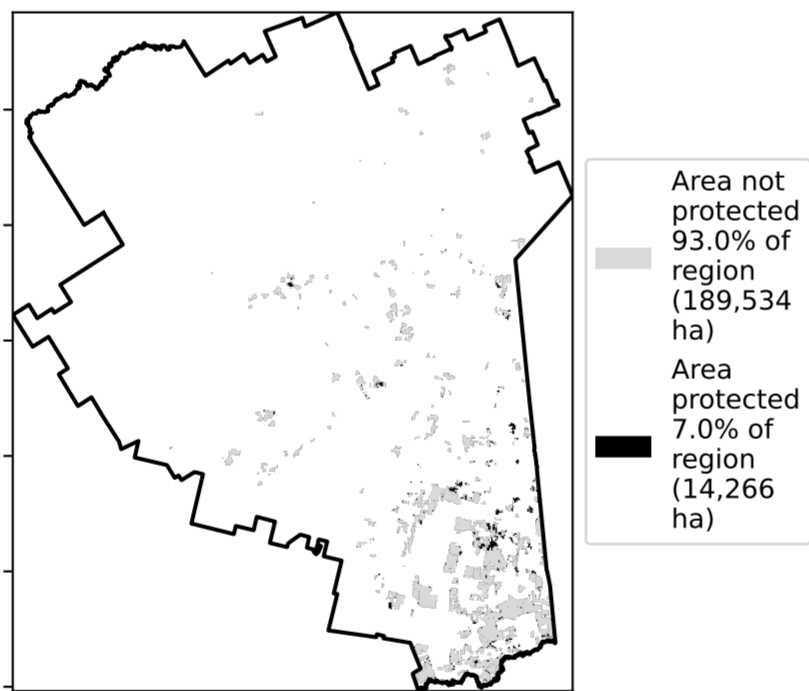 Area not
protected
93.0% of
region
(189,534
ha)
Area
protected
7.0% of
region
(14,266
ha)